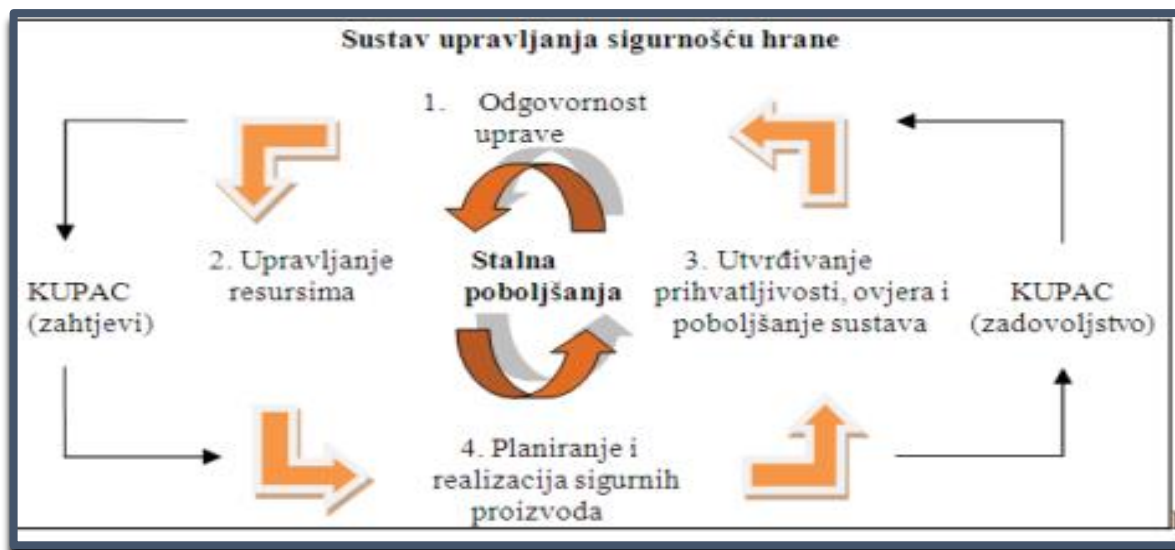 Sustav upravljanja sigurnošću hrane
1. Odgovornost
uprave
2. Upravljanje
resursima
Stalna
poboljšanja
3. Utvrđivanje
prihvatljivosti, ovjera i
poboljšanje sustava
KUPAC
(zahtjevi)
KUPAC
(zadovoljstvo)
4. Planiranje i
realizacija sigurnih
proizvoda